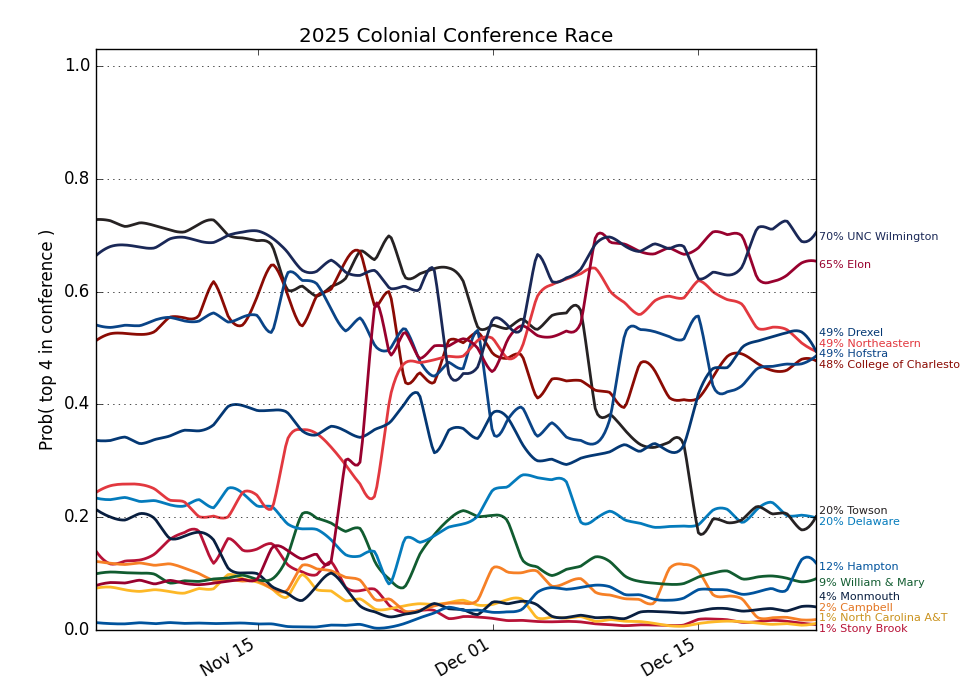 2025 Colonial Conference Race
Prob( top 4 in conference )
1.0
0.8
0.6
0.4
0.2
0.0
Nov 15
Dec 01
Dec 15
70% UNC Wilmington
65% Elon
49% Drexel
49% Northeastern
49% Hofstra
48% College of Charlesto
20% Towson
20% Delaware
12% Hampton
9% William & Mary
4% Monmouth
2% Campbell
1% North Carolina A&T
1% Stony Brook